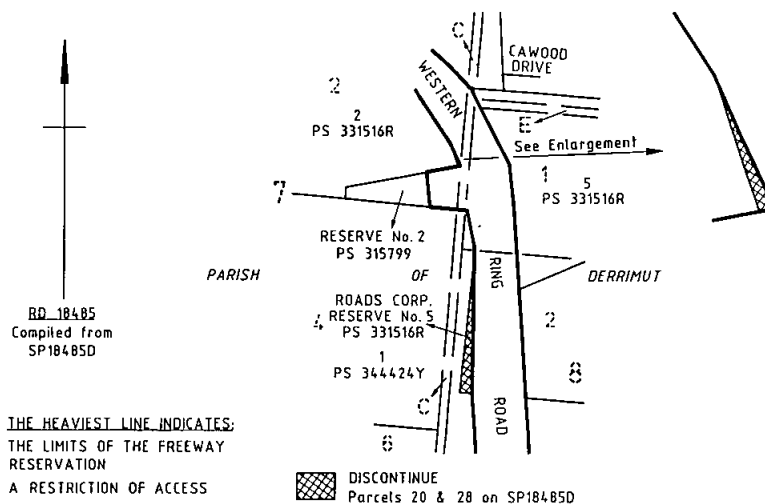 C
CAWOOD
DRIVE
WESTERN
2
2
PS 331516R
E
See Enlargement
1
5
PS 331516R
7
RESERVE No. 2
PS 315799
PARISH
OF
RING
DERRIMUT
ROADS CORP.
RESERVE No. 5
PS 331516R
4
2
1
PS 344424Y
8
C
ROAD
6
RD 18485
Compiled from
SP18485D
THE HEAVIEST LINE INDICATES:
THE LIMITS OF THE FREEWAY
RESERVATION
A RESTRICTION OF ACCESS
DISCONTINUE
Parcels 20 & 28 on SP18485D